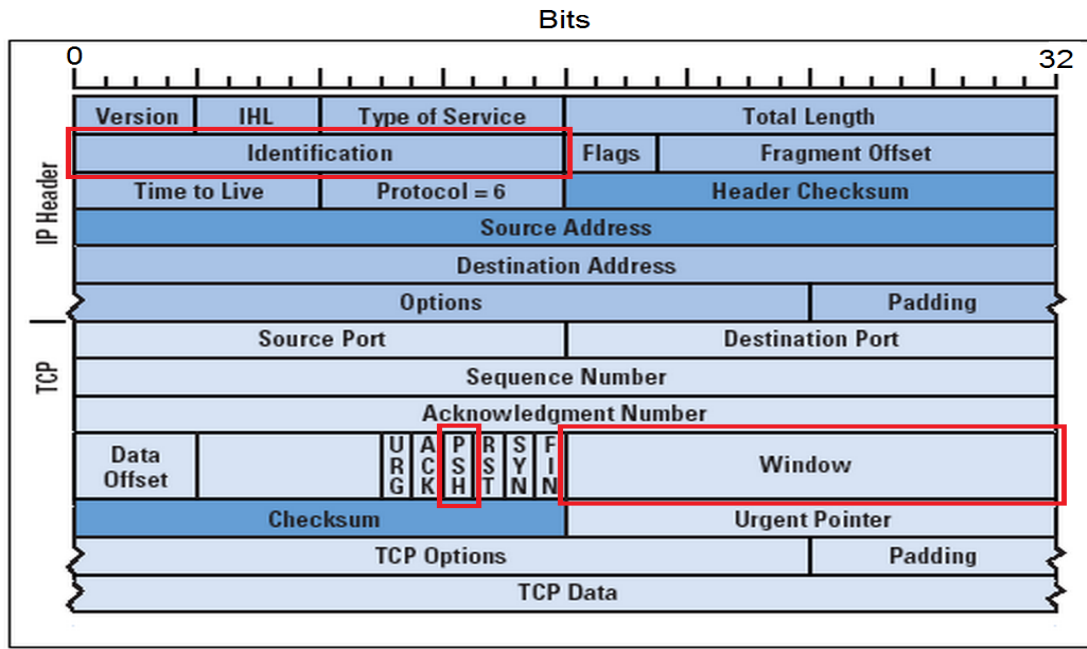 Bits
0 32
Version IHL Type of Service Total Length
Identification Flags Fragment Offset
Time to Live Protocol = 6 Header Checksum
Source Address
Destination Address
Options Padding
IP Header
Source Port Destination Port
Sequence Number
Acknowledgment Number
Data Offset URG ACK PSH RST SYN FIN Window
Checksum Urgent Pointer
TCP Options Padding
TCP Data
TCP